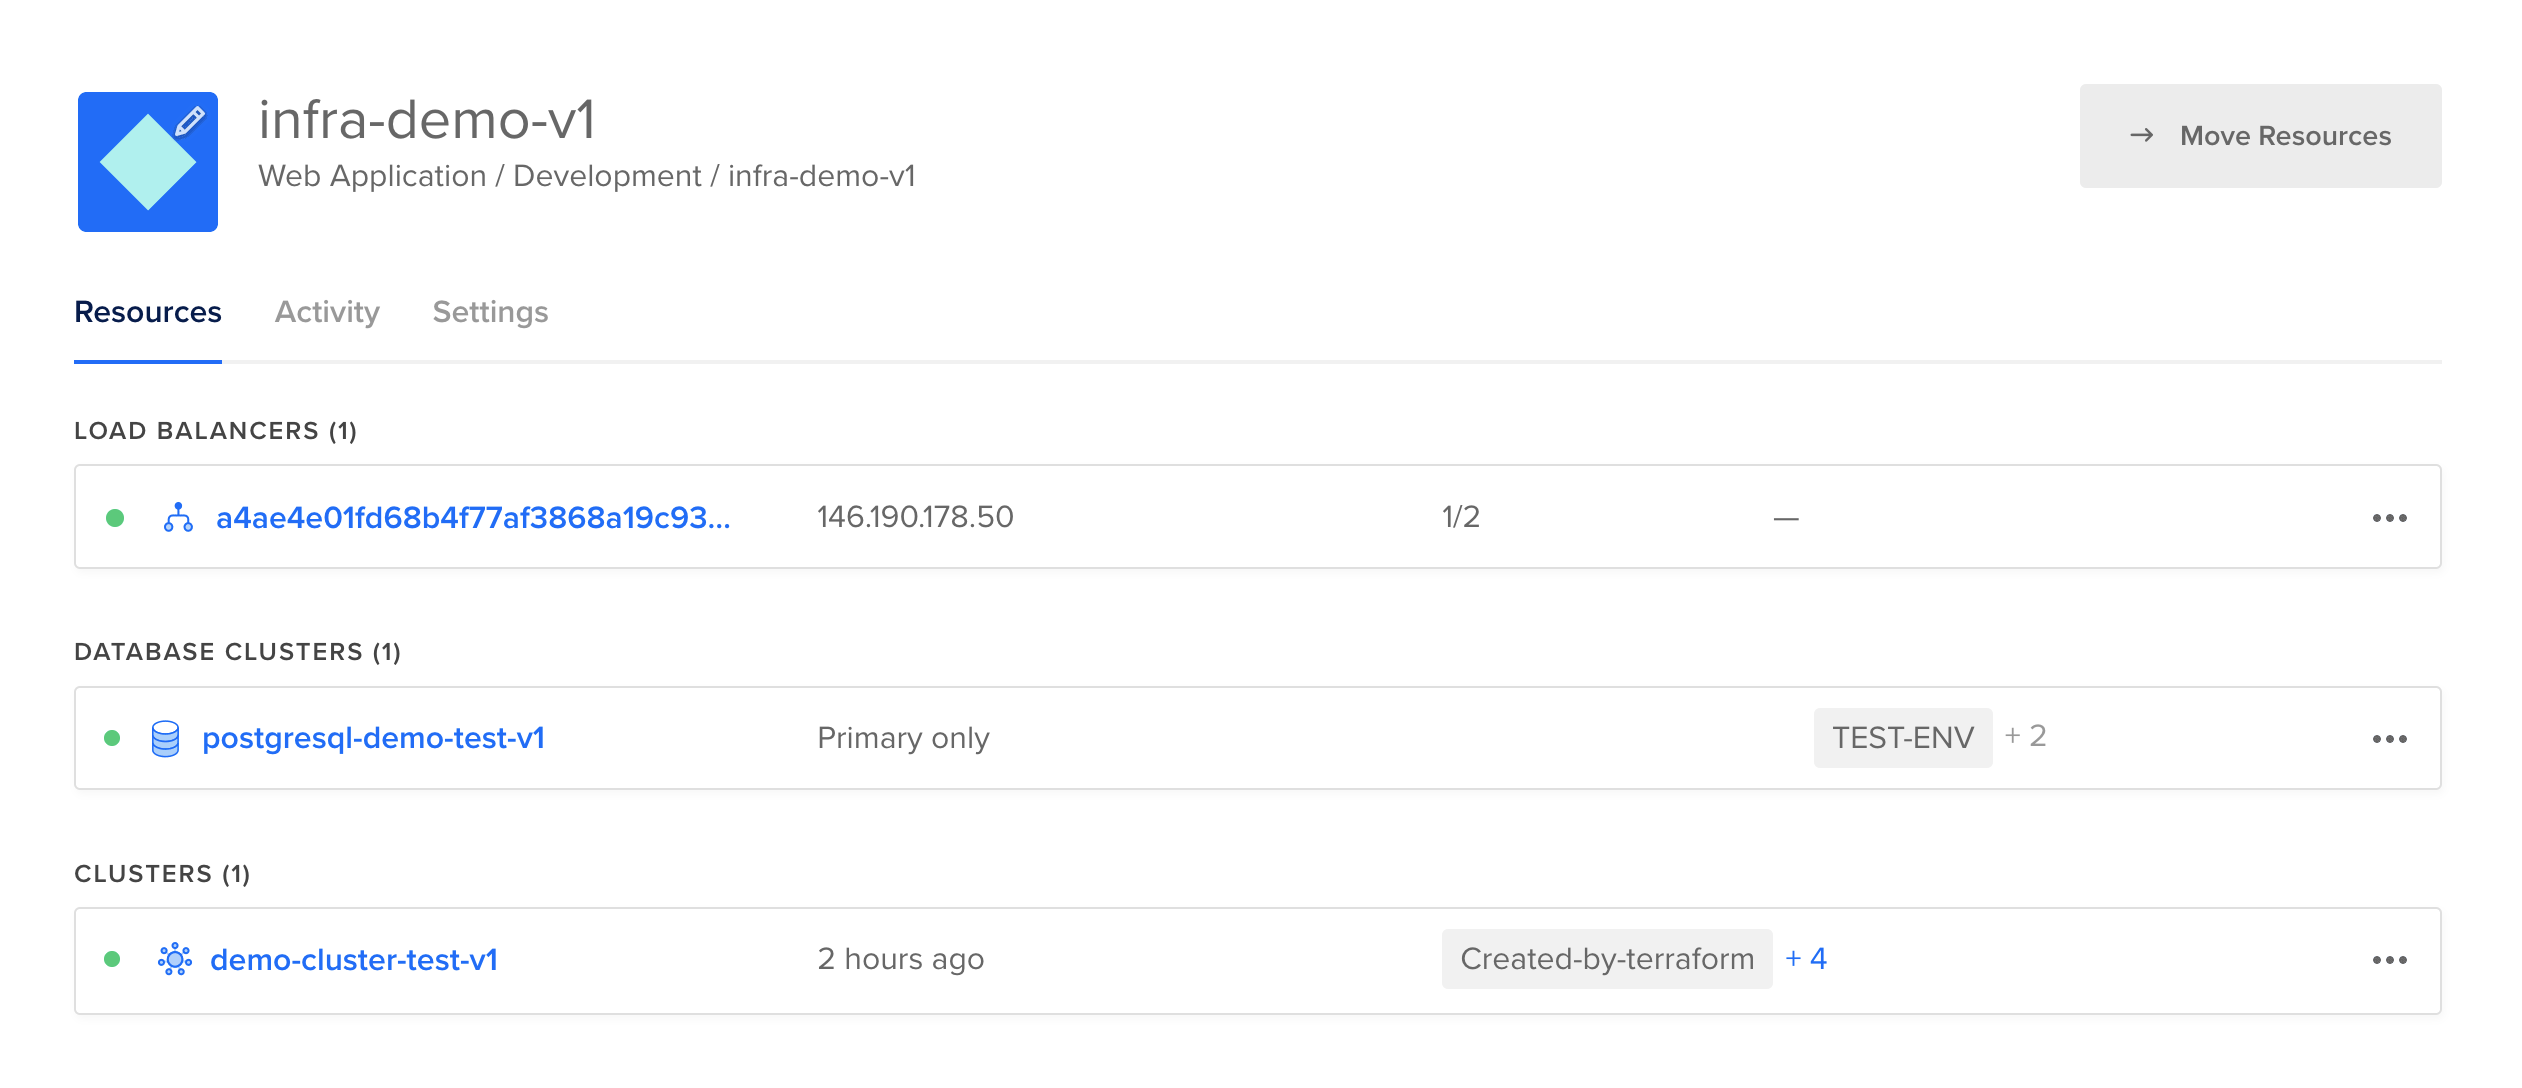 infra-demo-v1
Web Application / Development / infra-demo-v1
→ Move Resources
Resources Activity Settings
LOAD BALANCERS (1)
a4ae4e01fd68b4f77af3868a19c93... 146.190.178.50 1/2 —
DATABASE CLUSTERS (1)
postgresql-demo-test-v1 Primary only TEST-ENV + 2
CLUSTERS (1)
demo-cluster-test-v1 2 hours ago Created-by-terraform + 4